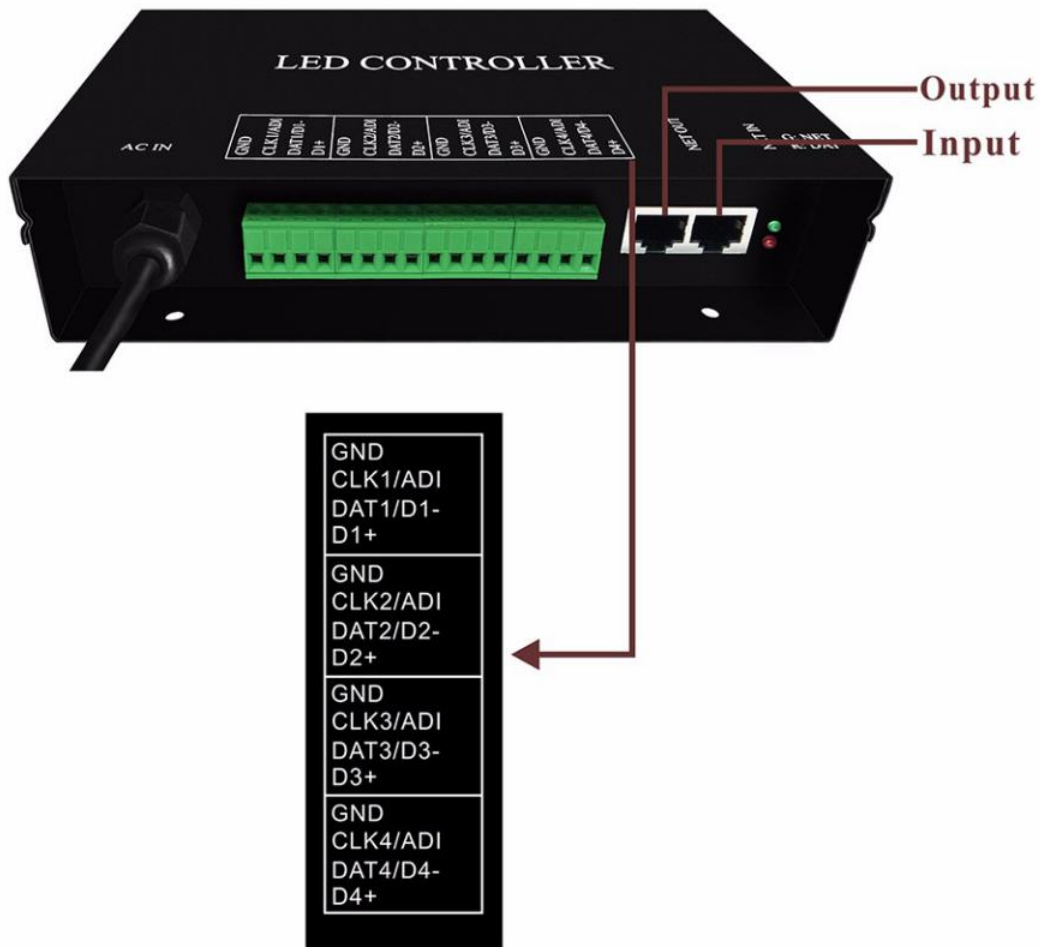 LED CONTROLLER
Output
Input
AC IN
GND
CLK1/ADI
DAT1/D1-
D1+
GND
CLK2/ADI
DAT2/D2-
D2+
GND
CLK3/ADI
DAT3/D3-
D3+
GND
CLK4/ADI
DAT4/D4-
D4+
NET OUT
NET IN
G: NET
R: DAT
GND
CLK1/ADI
DAT1/D1-
D1+
GND
CLK2/ADI
DAT2/D2-
D2+
GND
CLK3/ADI
DAT3/D3-
D3+
GND
CLK4/ADI
DAT4/D4-
D4+